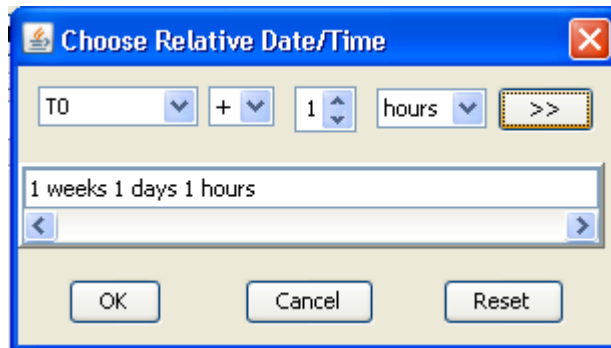 Choose Relative Date/Time
T0 + 1 hours >>
1 weeks 1 days 1 hours
OK Cancel Reset